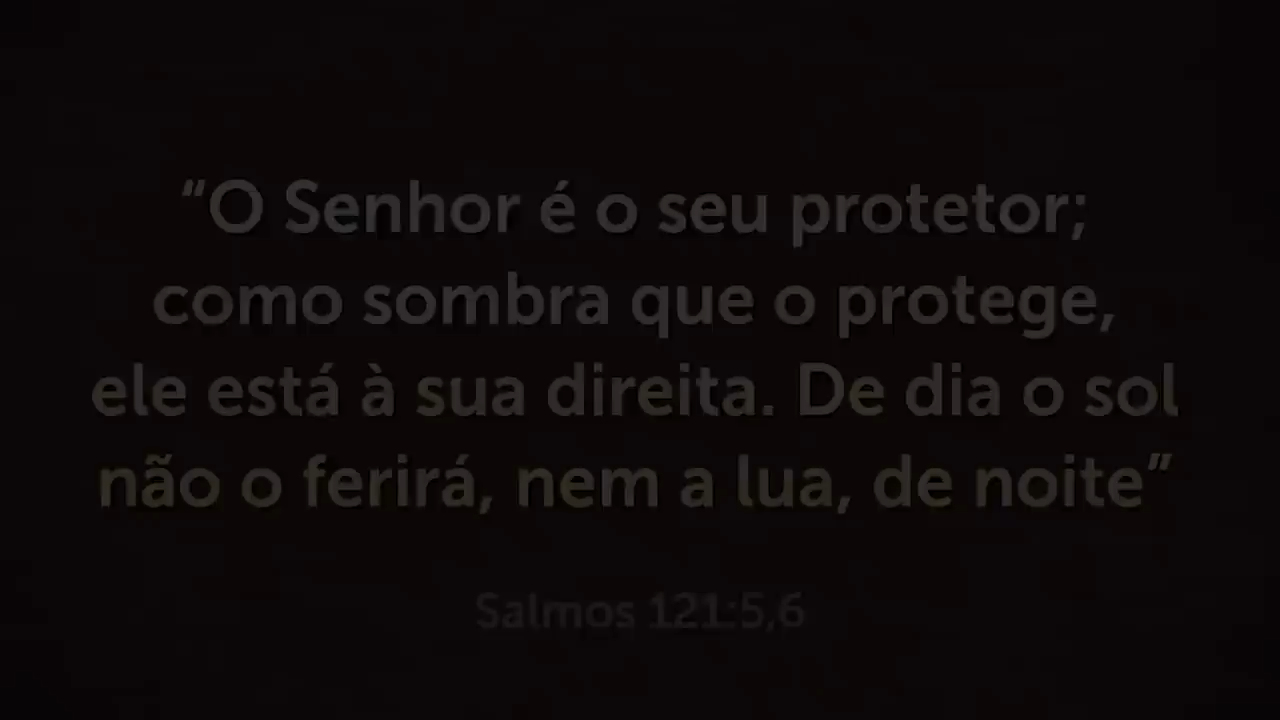 “O Senhor é o seu protetor;
como sombra que o protege,
ele está à sua direita. De dia o sol
não o ferirá, nem a lua, de noite”
Salmos 121:5,6